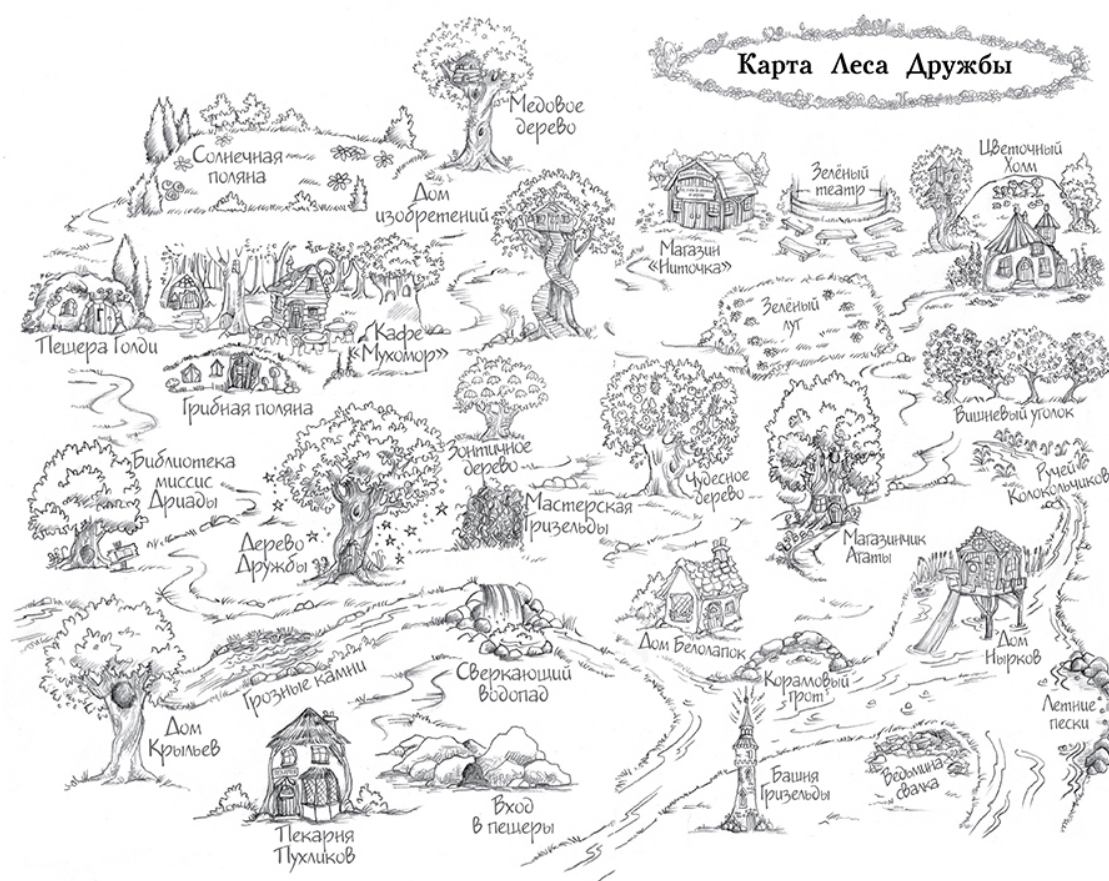 Карта Леса Дружбы
Медовое
дерево
Солнечная
поляна
Дом
изобретений
Магазин
«Ниточка»
Зелёный
театр
Цветочный
Холм
Пещера Голди
Кафе
«Мухомор»
Грибная поляна
Зелёный
луг
Вишнёвый уголок
Библиотека
миссис
Дриады
Зонтичное
дерево
Чудесное
дерево
Ручей
Колокольчиков
Дерево
Дружбы
Мастерская
Гризельды
Магазинчик
Агаты
Дом Белолапок
Дом
Нырков
Грозные камни
Сверкающий
водопад
Коралловый
грот
Летние
пески
Дом
Крыльев
Вход
в пещеры
Башня
Гризельды
Ведьмина
свалка
Пекарня
Пухликов